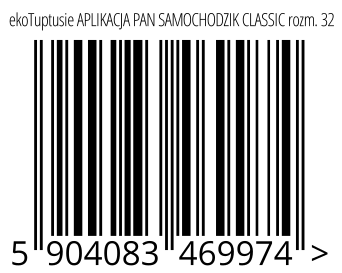 ekoTuptusie APLIKACJA PAN SAMOCHODZIK CLASSIC rozm. 32
5 904083 469974 >